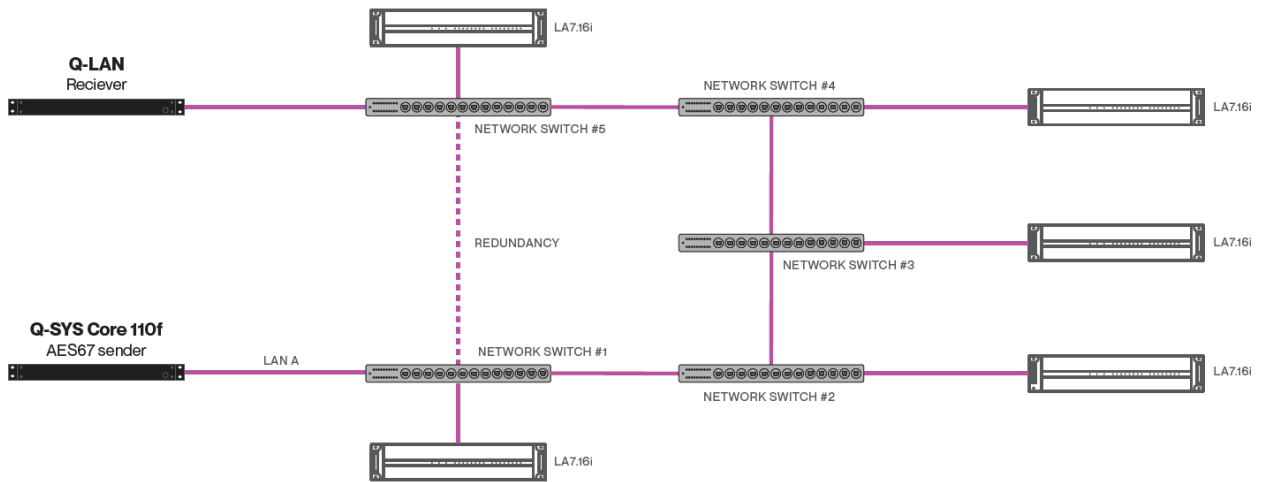 LA7.16i
Q-LAN
Reciever
NETWORK SWITCH #4
LA7.16i
NETWORK SWITCH #5
REDUNDANCY
LA7.16i
NETWORK SWITCH #3
Q-SYS Core 110f
AES67 sender
LAN A
NETWORK SWITCH #1
LA7.16i
NETWORK SWITCH #2
LA7.16i